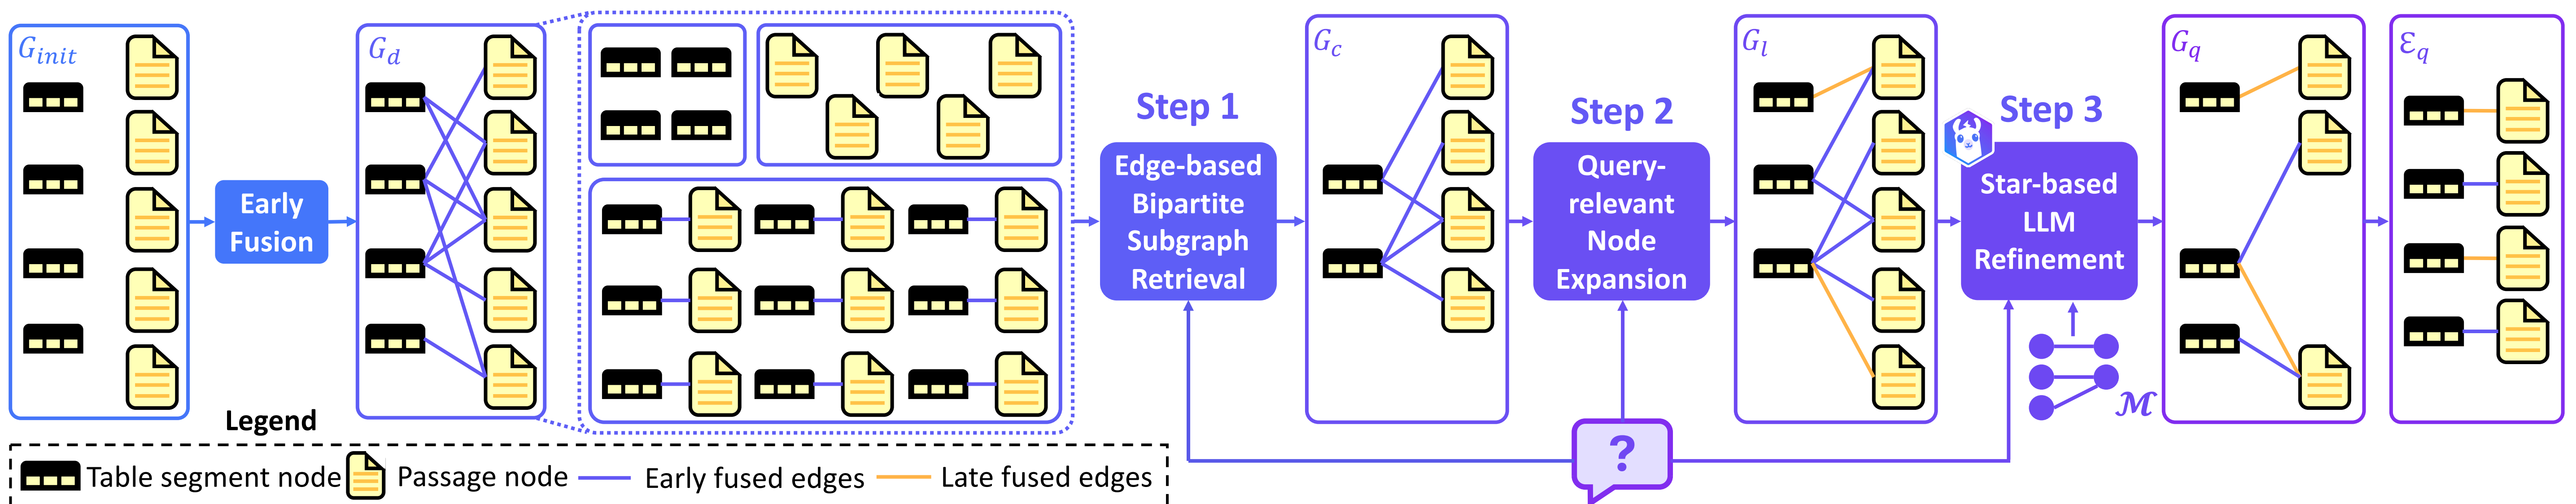 G_init
Early
Fusion
G_d
Step 1
Edge-based
Bipartite
Subgraph
Retrieval
G_c
Step 2
Query-
relevant
Node
Expansion
G_l
Step 3
Star-based
LLM
Refinement
ℳ
G_q
ℇ_q
?
Legend
Table segment node
Passage node
Early fused edges
Late fused edges